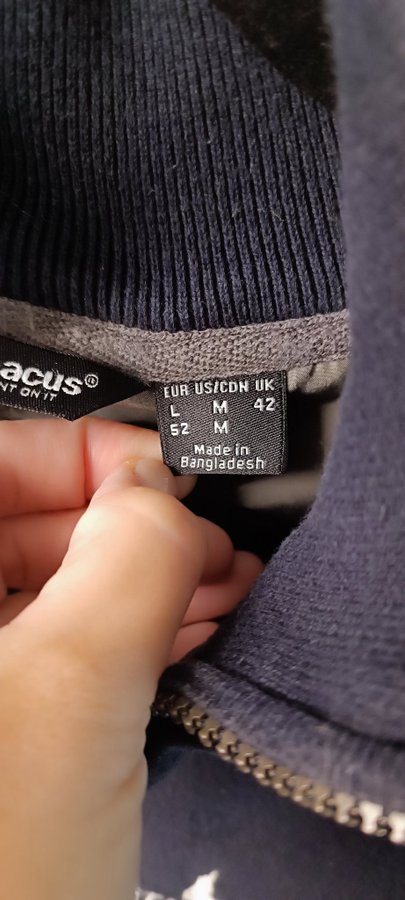 acus®
NT ON IT
EUR US/CDN UK
L M 42
52 M
Made in
Bangladesh